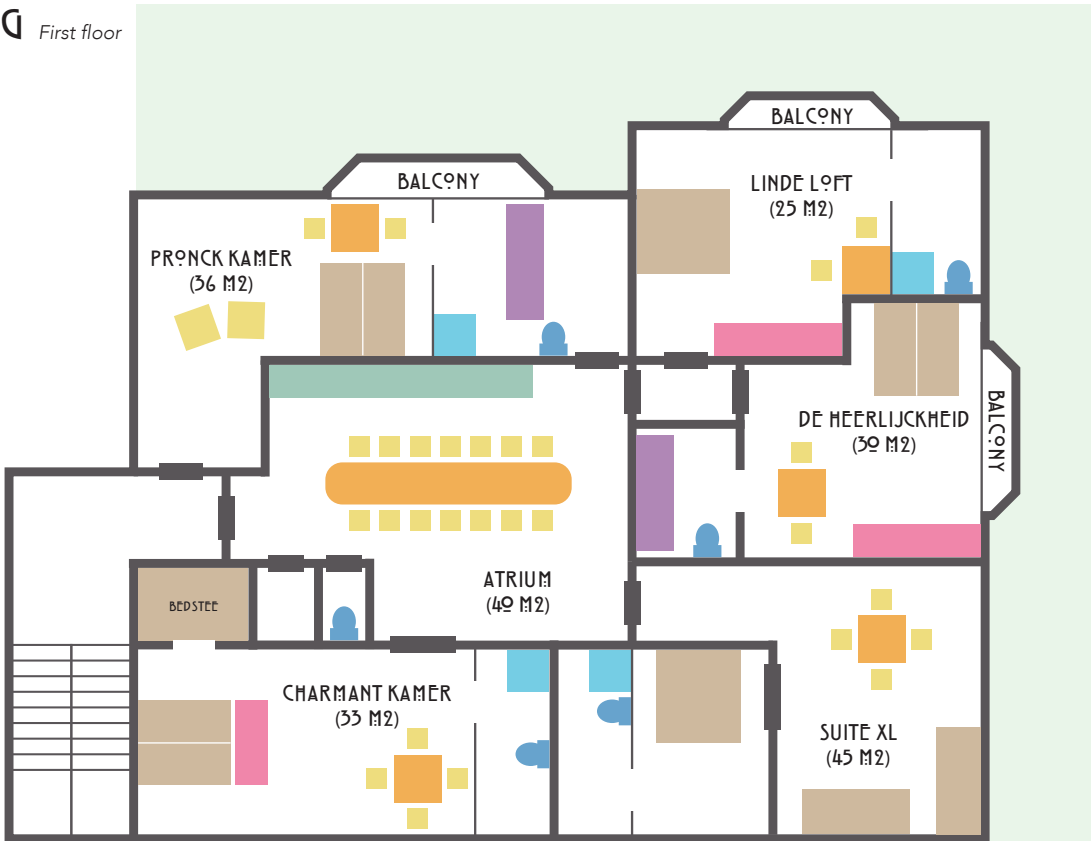 First floor
BALCONY
LINDE LOFT
(25 M2)
BALCONY
PRONCK KAMER
(36 M2)
DE HEERLIJCKHEID
(30 M2)
BALCONY
ATRIUM
(40 M2)
BEDSTEE
CHARMANT KAMER
(33 M2)
SUITE XL
(45 M2)